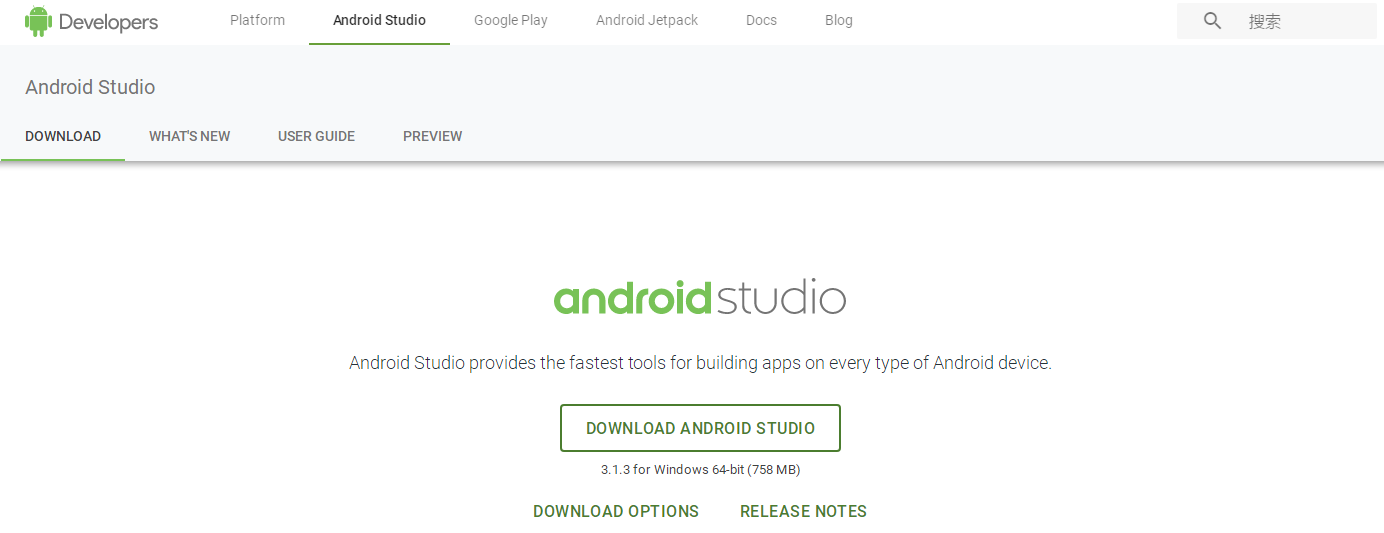 Developers Platform Android Studio Google Play Android Jetpack Docs Blog 搜索
Android Studio
DOWNLOAD WHAT'S NEW USER GUIDE PREVIEW
androidstudio
Android Studio provides the fastest tools for building apps on every type of Android device.
DOWNLOAD ANDROID STUDIO
3.1.3 for Windows 64-bit (758 MB)
DOWNLOAD OPTIONS RELEASE NOTES